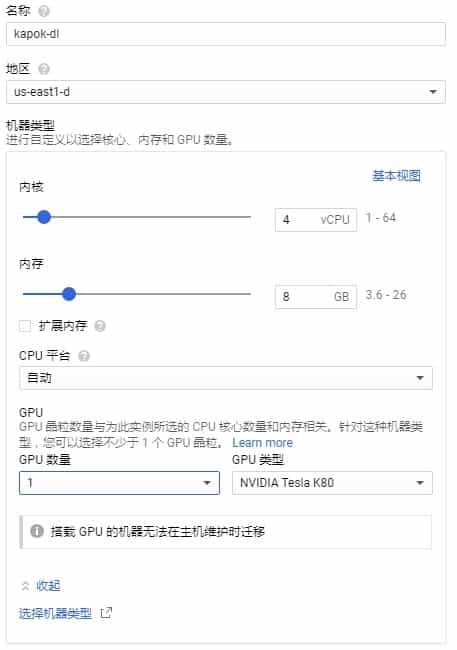 名称
kapok-dl
地区
us-east1-d
机器类型
进行自定义以选择核心、内存和 GPU 数量。
基本视图
内核
4 vCPU 1 - 64
内存
8 GB 3.6 - 26
扩展内存
CPU 平台
自动
GPU
GPU 晶粒数量与为此实例所选的 CPU 核心数量和内存相关。针对这种机器类
型，您可以选择不少于 1 个 GPU 晶粒。 Learn more
GPU 数量 GPU 类型
1 NVIDIA Tesla K80
搭载 GPU 的机器无法在主机维护时迁移
收起
选择机器类型